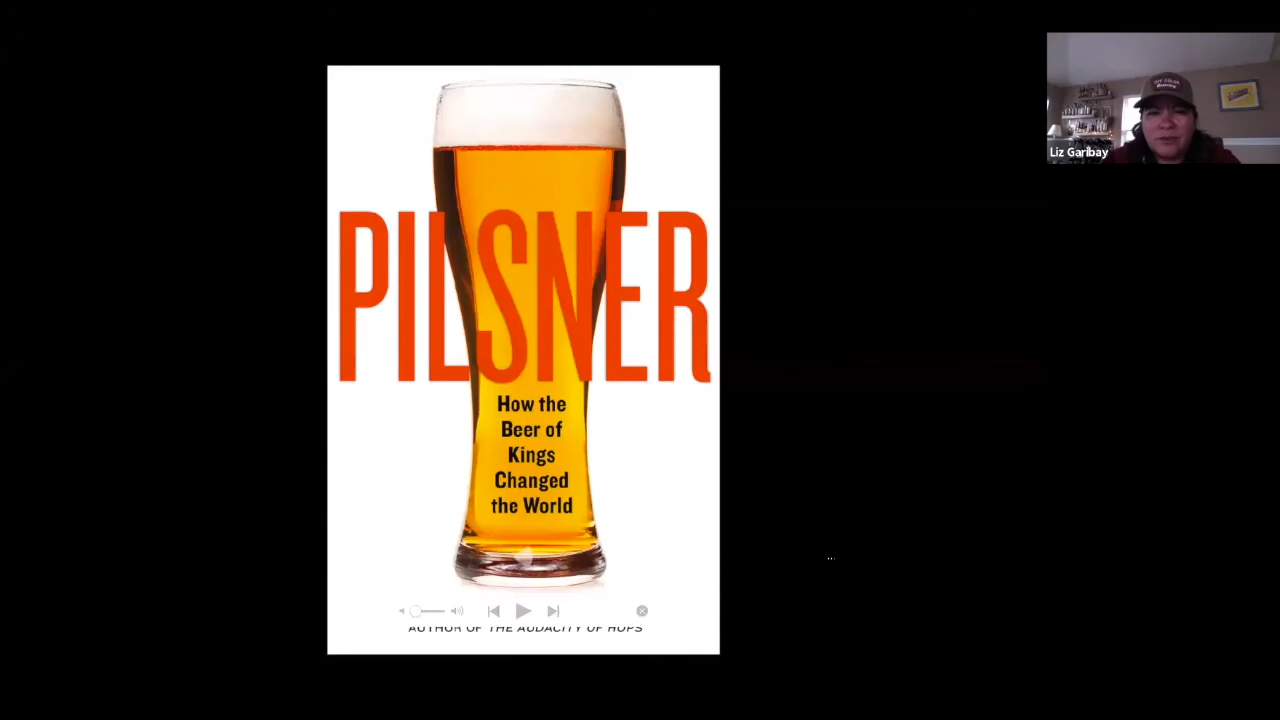 PILSNER
How the
Beer of
Kings
Changed
the World
AUTHOR OF THE AUDACITY OF HOPS
Liz Garibay